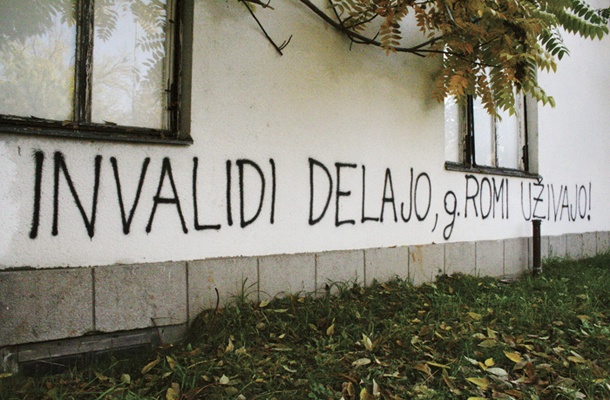 INVALIDI DELAJO, g. ROMI UŽIVAJO!